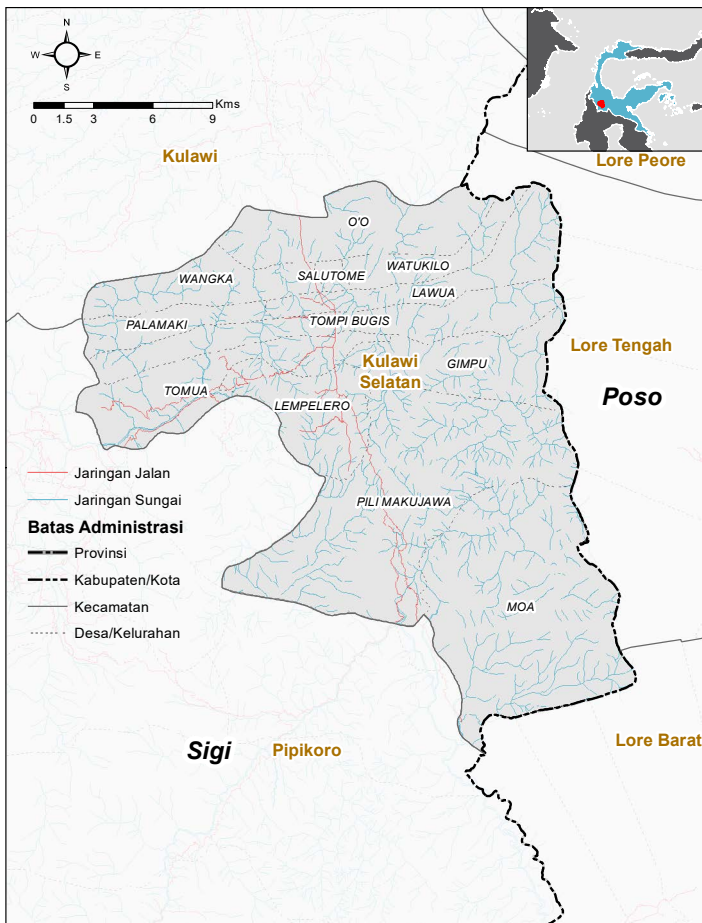 N
W E
S
Kms
0 1.5 3 6 9
Kulawi
Lore Peore
O'O
WATUKILO
SALUTOME
WANGKA
LAWUA
PALAMAKI
TOMPI BUGIS
Lore Tengah
Kulawi
Selatan
GIMPU
Poso
TOMUA
LEMPELERO
Jaringan Jalan
Jaringan Sungai
PILI MAKUJAWA
Batas Administrasi
Provinsi
Kabupaten/Kota
Kecamatan
MOA
Desa/Kelurahan
Sigi
Pipikoro
Lore Barat